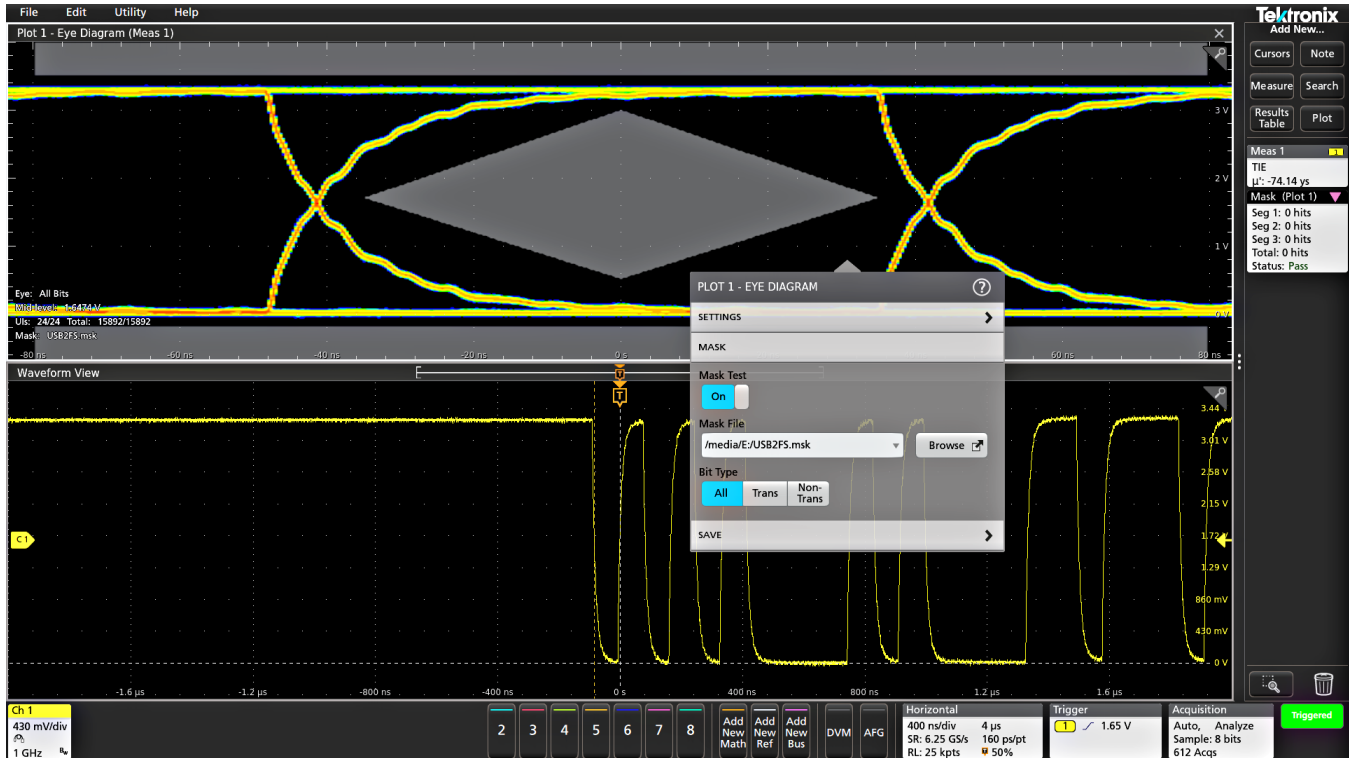 File Edit Utility Help
Tektronix
Add New...
Plot 1 - Eye Diagram (Meas 1)
Cursors Note
Measure Search
Results Table Plot
3 V
2 V
1 V
0 V
Eye: All Bits
Mid level: 1.6474 V
UIs: 24/24 Total: 15892/15892
Mask: USB2FS.msk
-80 ns -60 ns -40 ns -20 ns 0 s 60 ns 80 ns
Meas 1 1
TIE
µ': -74.14 ys
Mask (Plot 1)
Seg 1: 0 hits
Seg 2: 0 hits
Seg 3: 0 hits
Total: 0 hits
Status: Pass
PLOT 1 - EYE DIAGRAM ?
SETTINGS
MASK
Mask Test
On
Mask File
/media/E:/USB2FS.msk Browse
Bit Type
All Trans Non-Trans
SAVE
Waveform View
T
T
C1
3.44
3.01 V
2.58 V
2.15 V
1.72 V
1.29 V
860 mV
430 mV
0 V
-1.6 µs -1.2 µs -800 ns -400 ns 0 s 400 ns 800 ns 1.2 µs 1.6 µs
Ch 1
430 mV/div
1 GHz Bw
2 3 4 5 6 7 8
Add New Math
Add New Ref
Add New Bus
DVM AFG
Horizontal
400 ns/div 4 µs
SR: 6.25 GS/s 160 ps/pt
RL: 25 kpts 50%
Trigger
1 1.65 V
Acquisition
Auto, Analyze
Sample: 8 bits
612 Acqs
Triggered